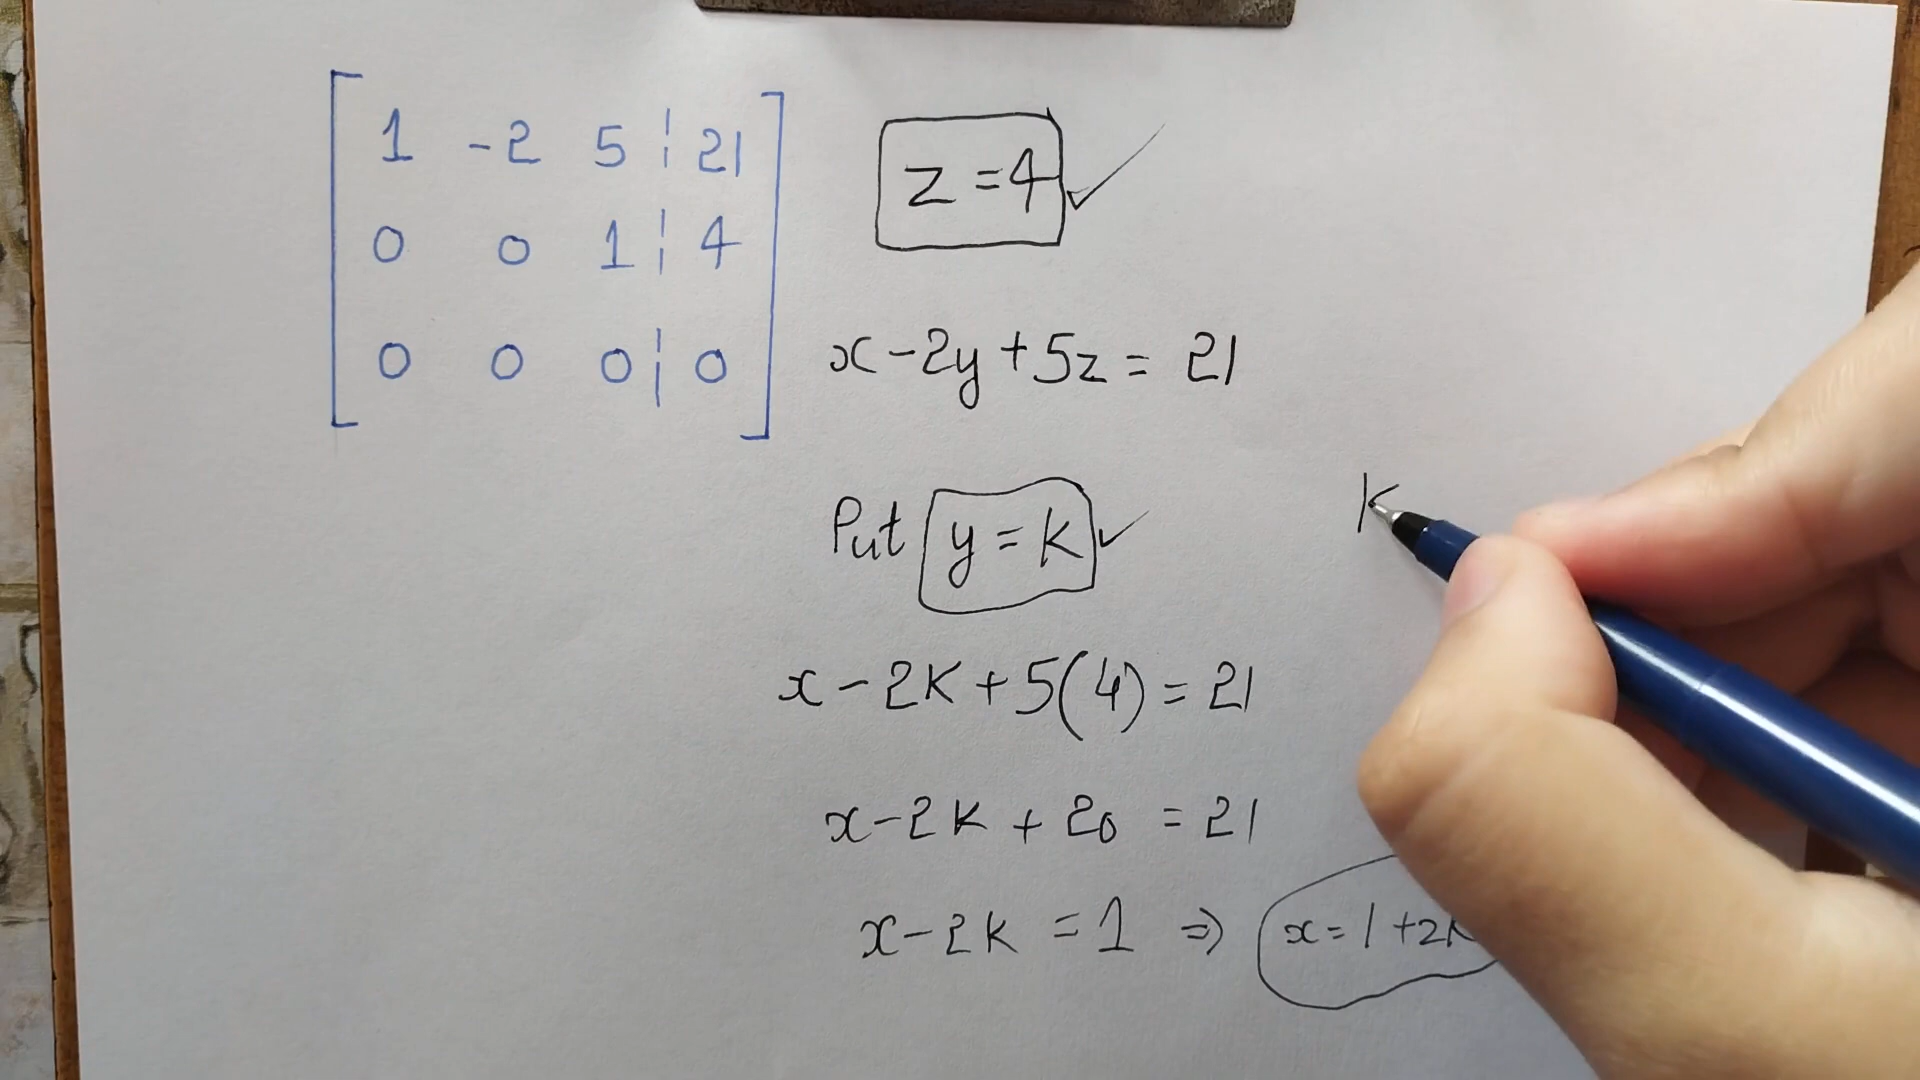 1 -2 5 ¦ 21
0 0 1 ¦ 4
0 0 0 ¦ 0
z = 4 ✓
x - 2y + 5z = 21
Put y = k ✓
K
x - 2K + 5(4) = 21
x - 2K + 20 = 21
x - 2k = 1 ⇒ x = 1 + 2K